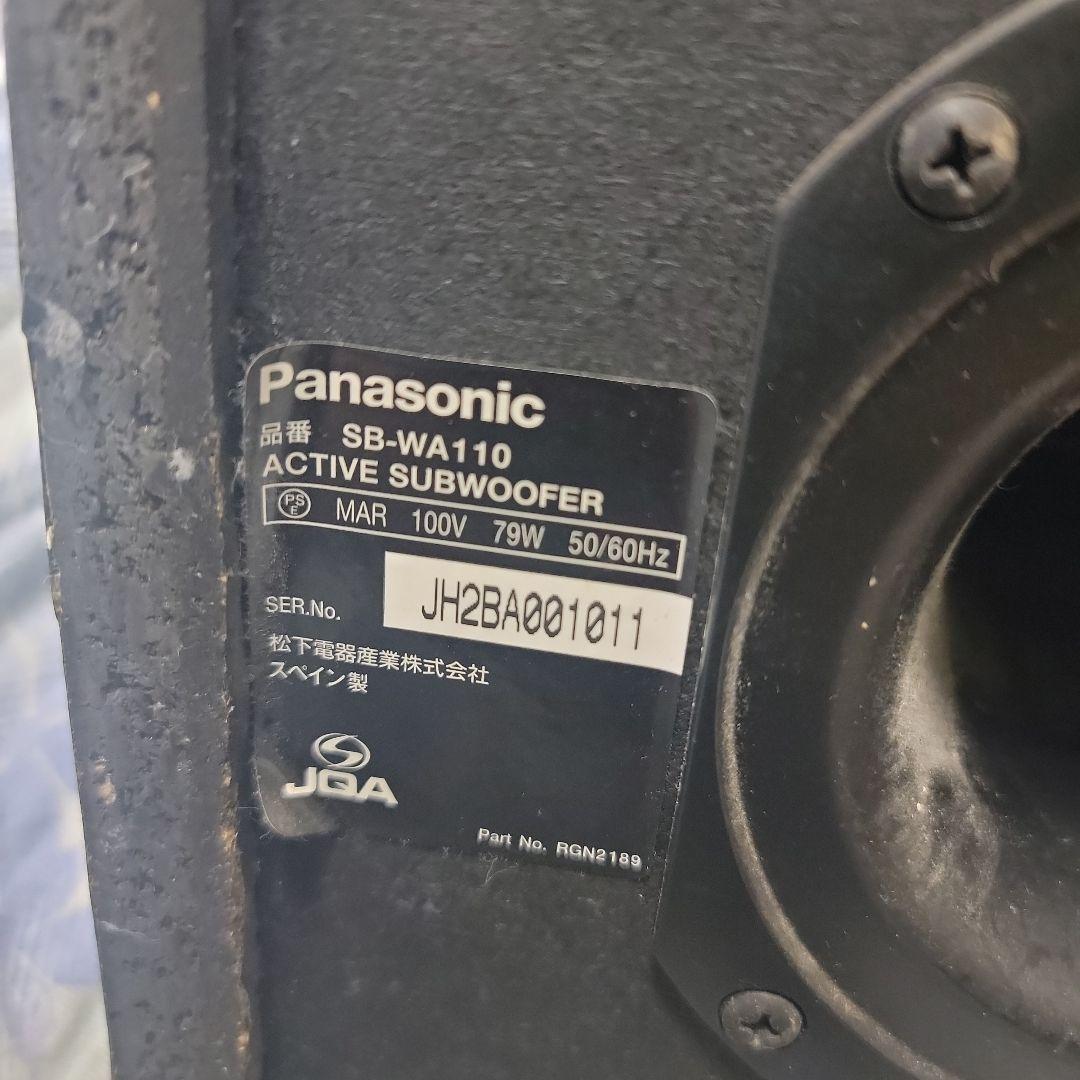 Panasonic
品番 SB-WA110
ACTIVE SUBWOOFER
PSE MAR 100V 79W 50/60Hz
SER.No. JH2BA001011
松下電器産業株式会社
スペイン製
JQA
Part No. RGN2189